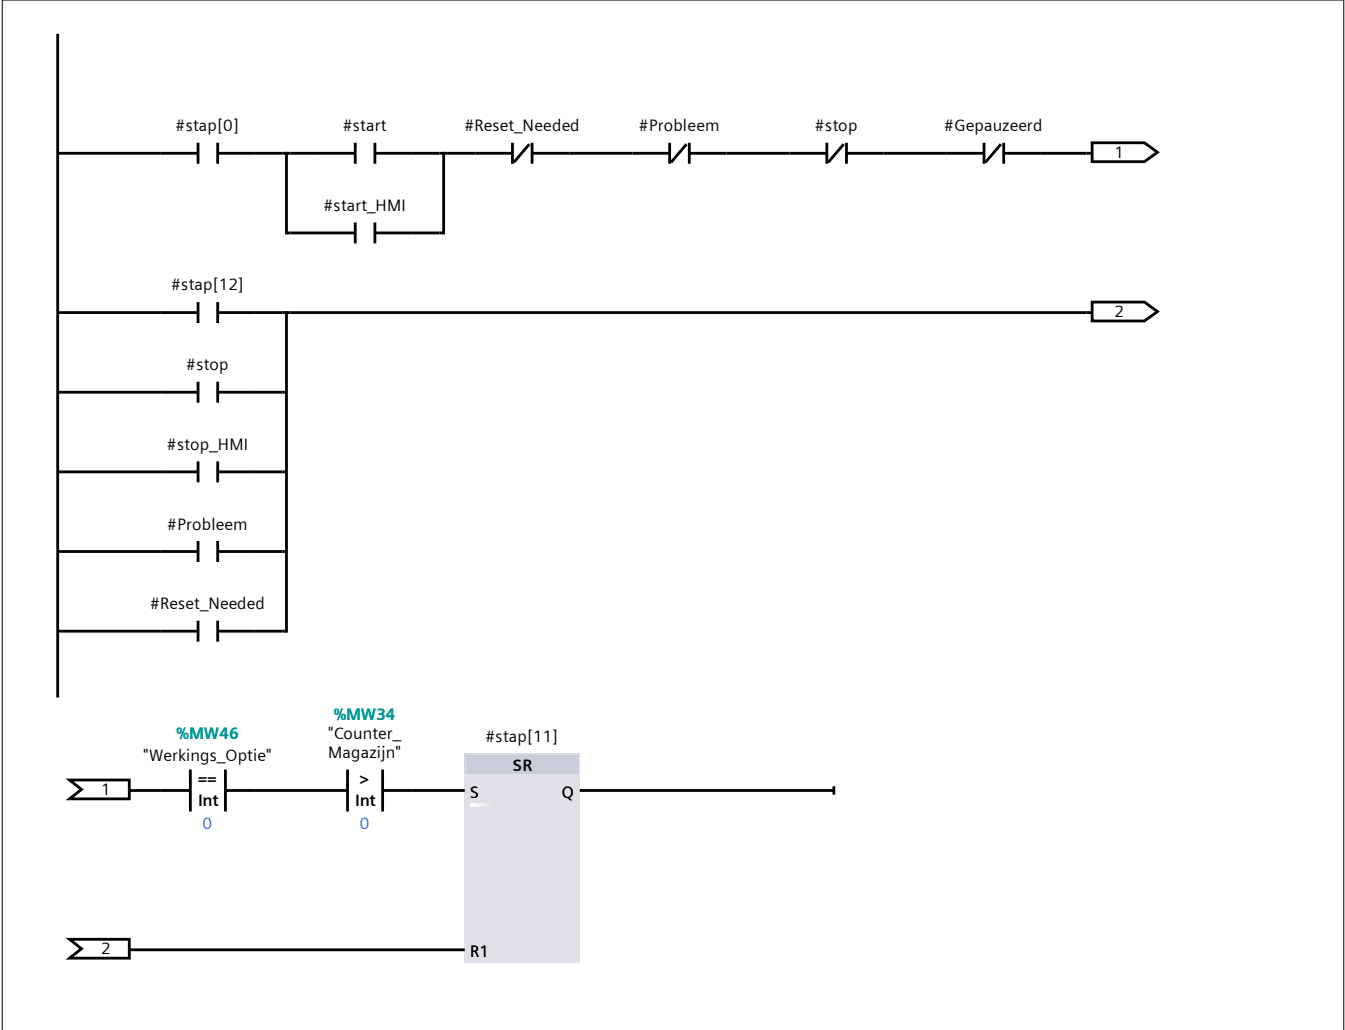 #stap[0]
#start
#Reset_Needed
#Probleem
#stop
#Gepauzeerd
1
#start_HMI
#stap[12]
2
#stop
#stop_HMI
#Probleem
#Reset_Needed
%MW46
"Werkings_Optie"
%MW34
"Counter_
Magazijn"
#stap[11]
SR
1
==
Int
0
>
Int
0
S
Q
2
R1